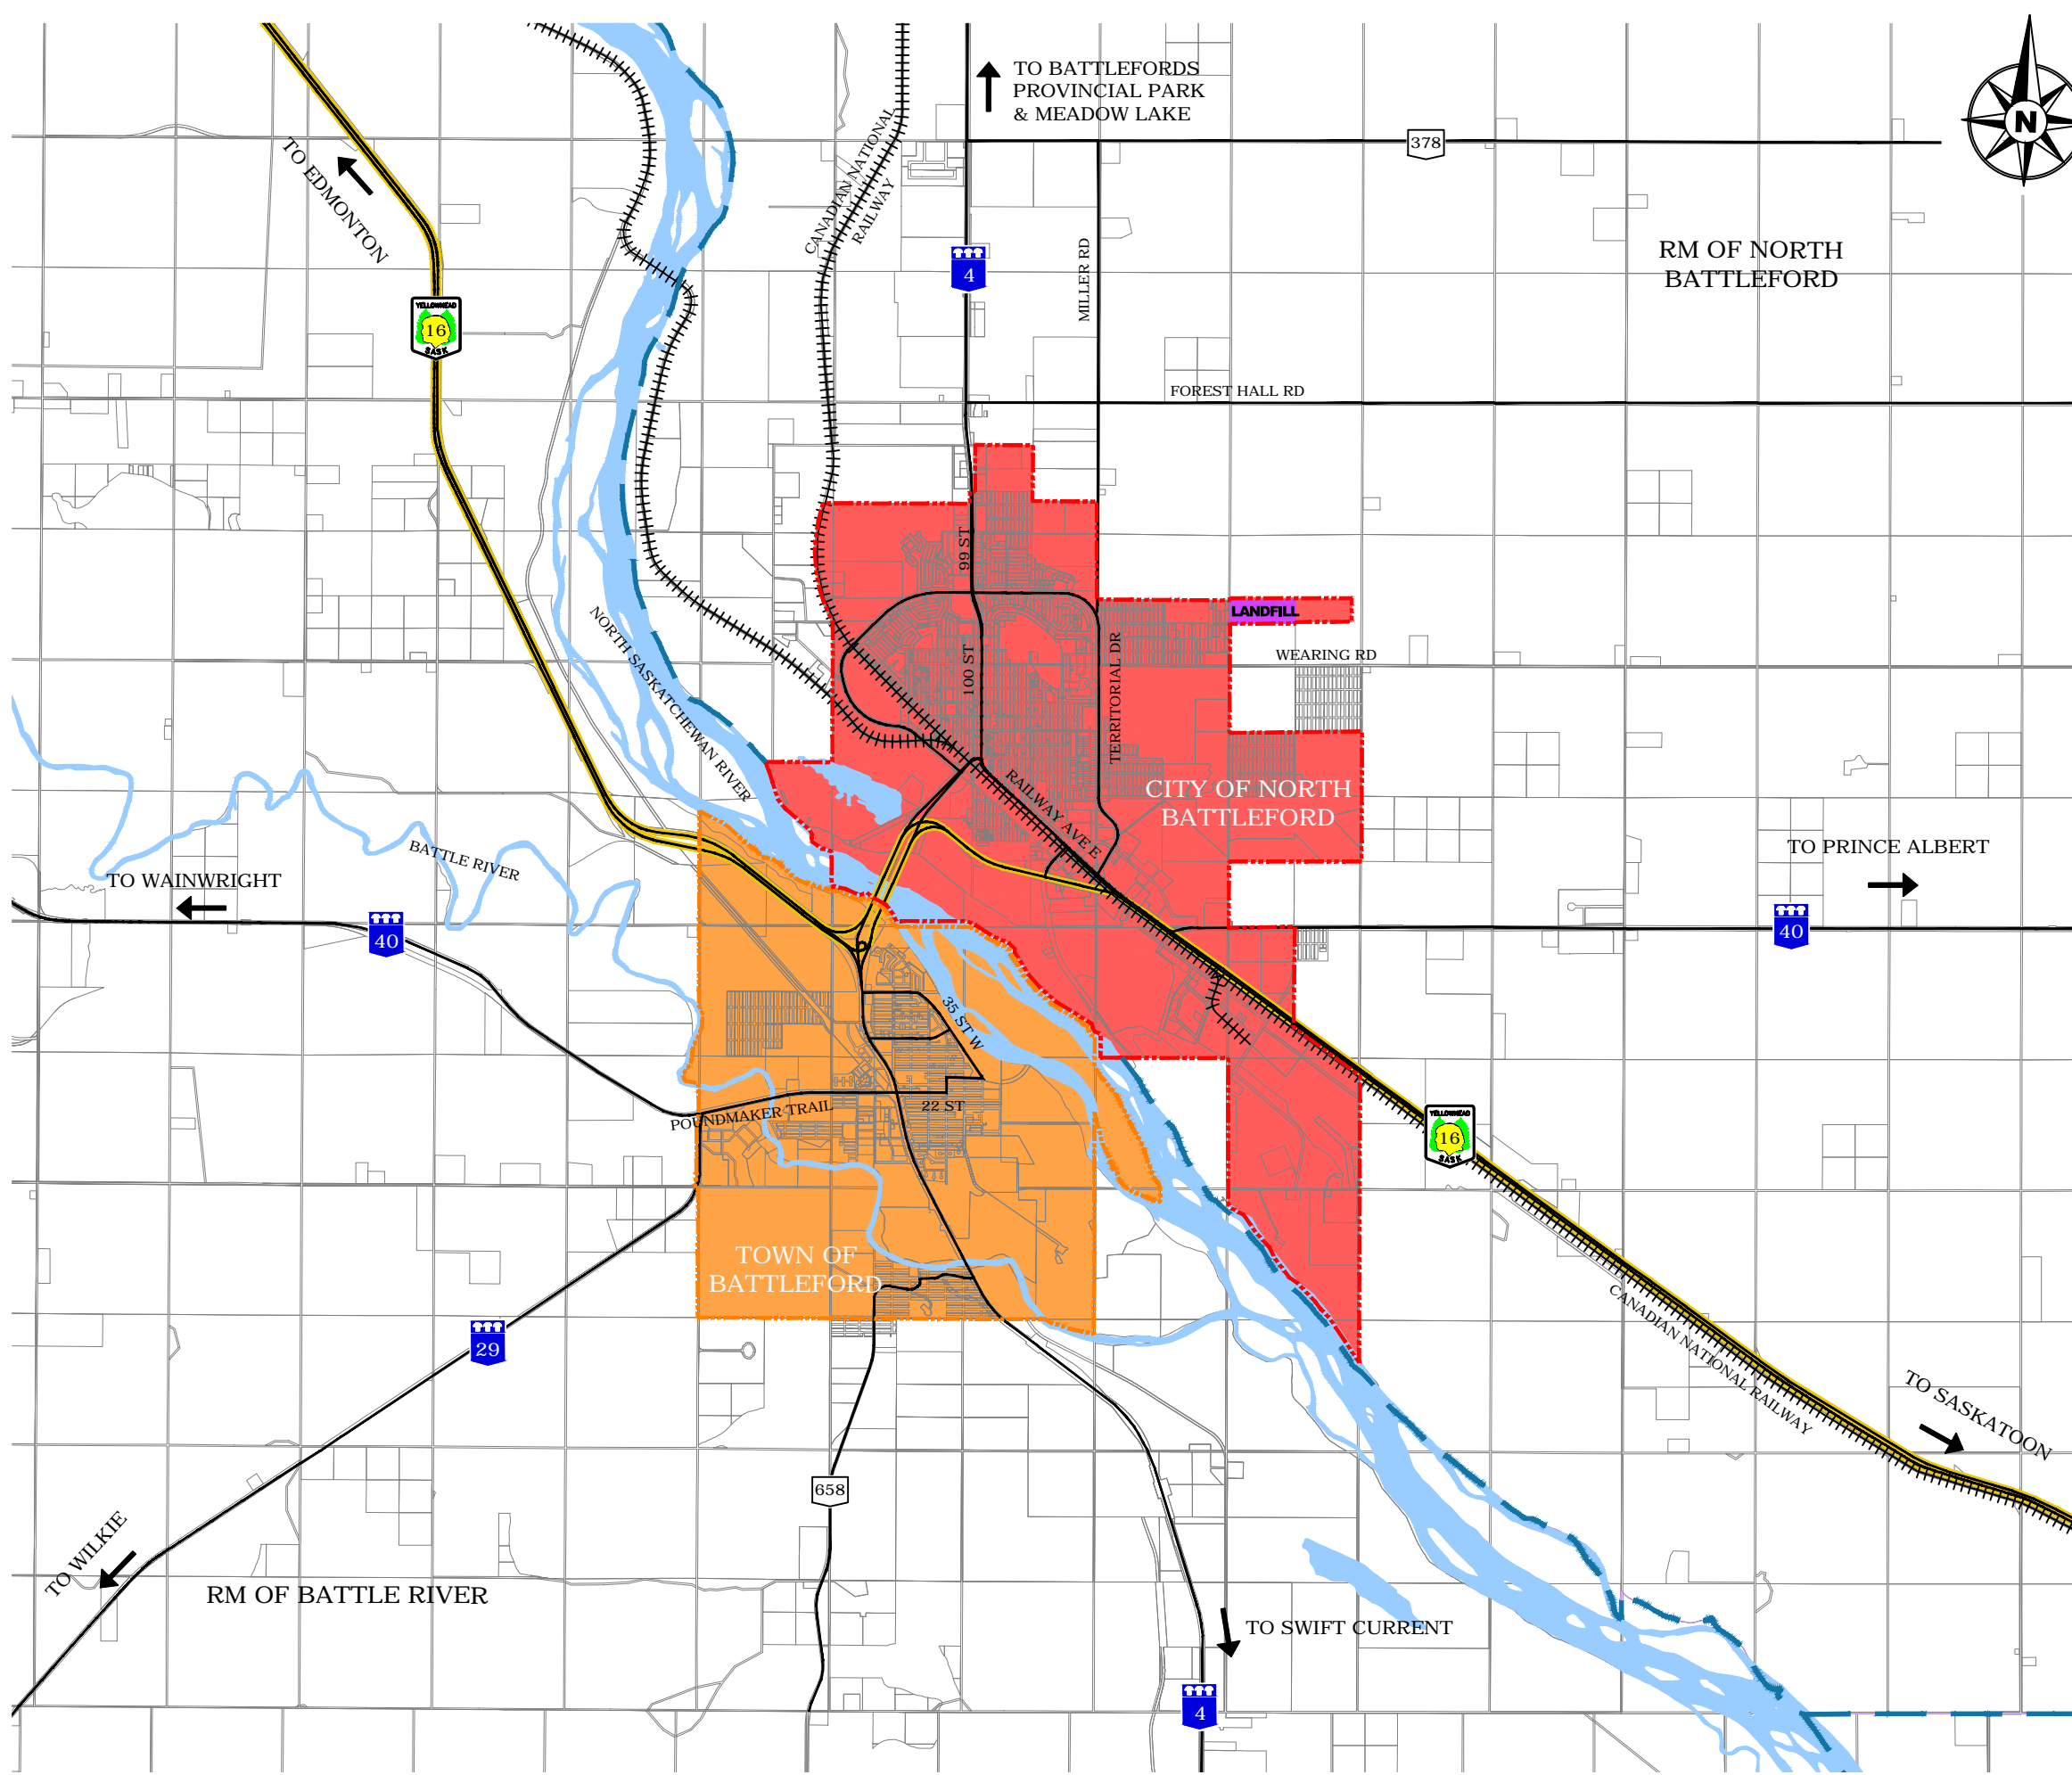 TO BATTLEFORDS
PROVINCIAL PARK
& MEADOW LAKE
N
378
TO EDMONTON
CANADIAN NATIONAL
RAILWAY
RM OF NORTH
BATTLEFORD
4
MILLER RD
YELLOWHEAD
16
SASK
FOREST HALL RD
99 ST
LANDFILL
NORTH SASKATCHEWAN RIVER
100 ST
TERRITORIAL DR
WEARING RD
RAILWAY AVE E
CITY OF NORTH
BATTLEFORD
BATTLE RIVER
TO WAINWRIGHT
TO PRINCE ALBERT
40
40
35 ST W
22 ST
POUNDMAKER TRAIL
YELLOWHEAD
16
SASK
TOWN OF
BATTLEFORD
29
CANADIAN NATIONAL RAILWAY
TO SASKATOON
658
TO WILKIE
RM OF BATTLE RIVER
TO SWIFT CURRENT
4